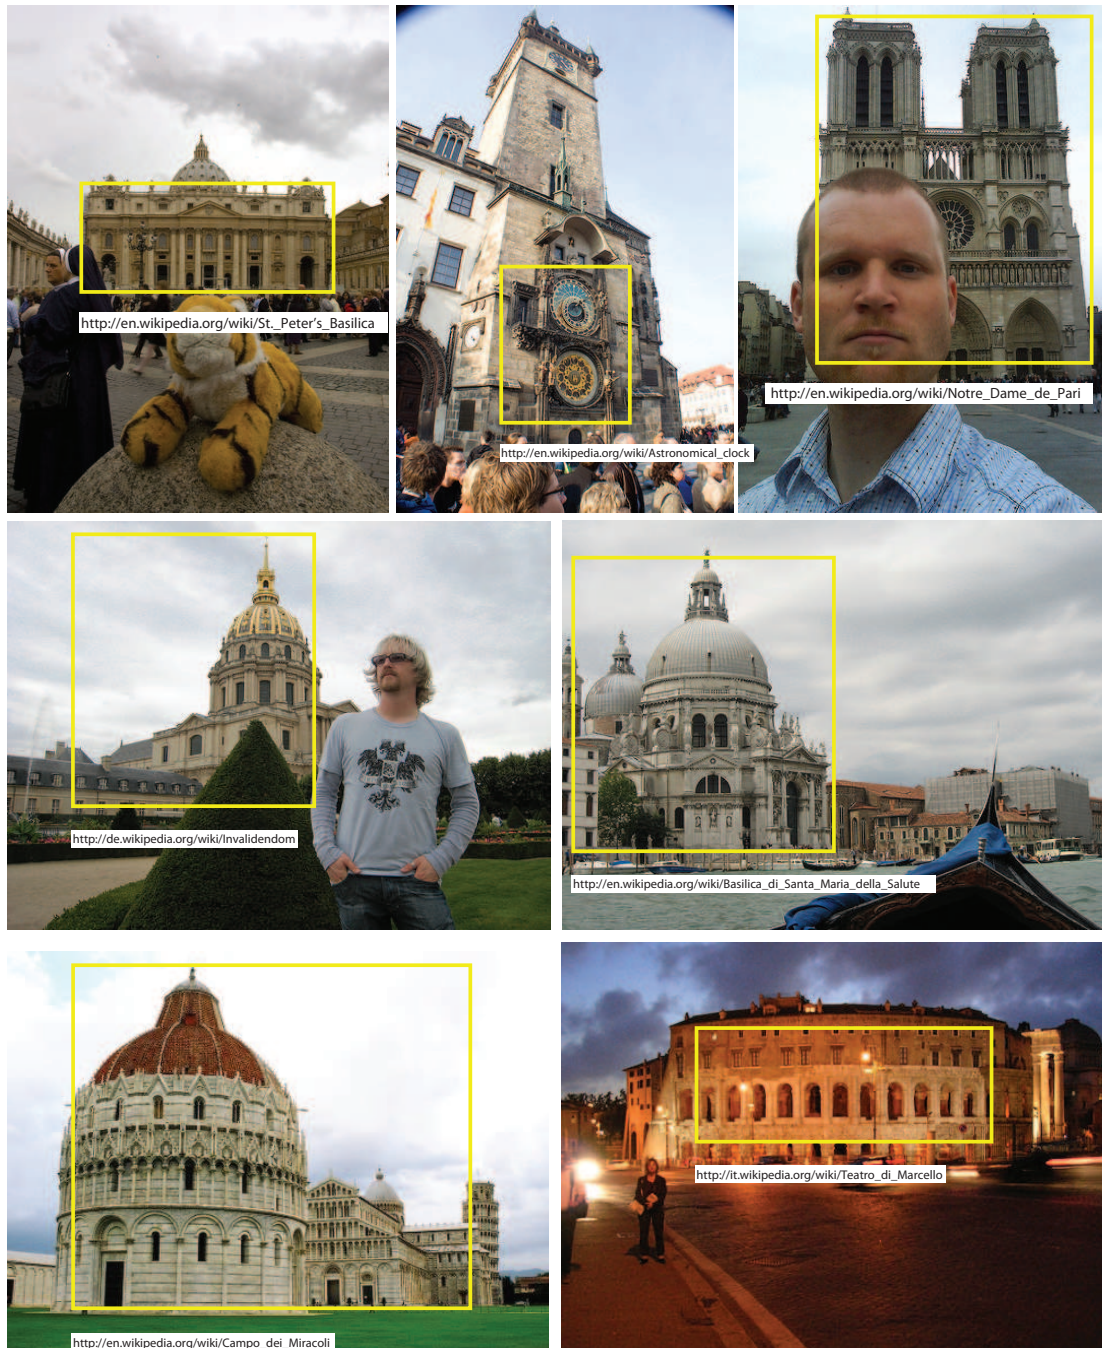 http://en.wikipedia.org/wiki/St._Peter's_Basilica
http://en.wikipedia.org/wiki/Astronomical_clock
http://en.wikipedia.org/wiki/Notre_Dame_de_Pari
http://de.wikipedia.org/wiki/Invalidendom
http://en.wikipedia.org/wiki/Basilica_di_Santa_Maria_della_Salute
http://en.wikipedia.org/wiki/Campo_dei_Miracoli
http://it.wikipedia.org/wiki/Teatro_di_Marcello